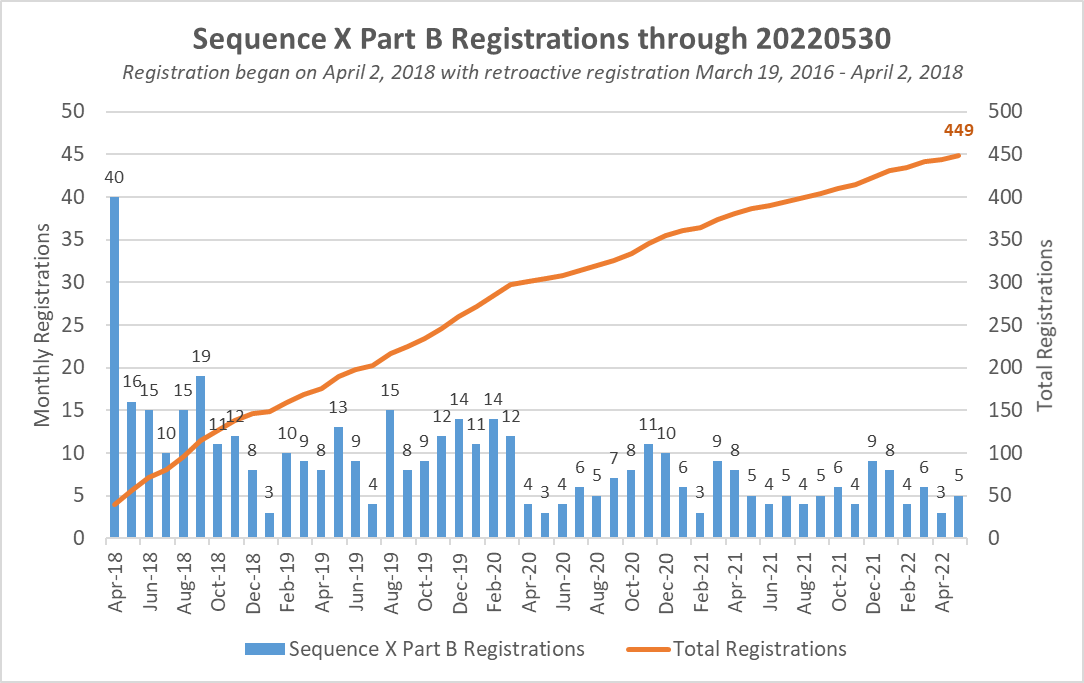 Sequence X Part B Registrations through 20220530
Registration began on April 2, 2018 with retroactive registration March 19, 2016 - April 2, 2018
Monthly Registrations
50
45
40
35
30
25
20
15
10
5
0
40
16
15
10
15
19
11
12
8
3
10
9
8
13
9
4
15
8
9
12
14
11
14
12
4
3
4
6
5
7
8
11
10
6
3
9
8
5
4
5
4
5
6
4
9
8
4
6
3
5
449
500
450
400
350
300
250
200
150
100
50
0
Total Registrations
Apr-18
Jun-18
Aug-18
Oct-18
Dec-18
Feb-19
Apr-19
Jun-19
Aug-19
Oct-19
Dec-19
Feb-20
Apr-20
Jun-20
Aug-20
Oct-20
Dec-20
Feb-21
Apr-21
Jun-21
Aug-21
Oct-21
Dec-21
Feb-22
Apr-22
Sequence X Part B Registrations
Total Registrations